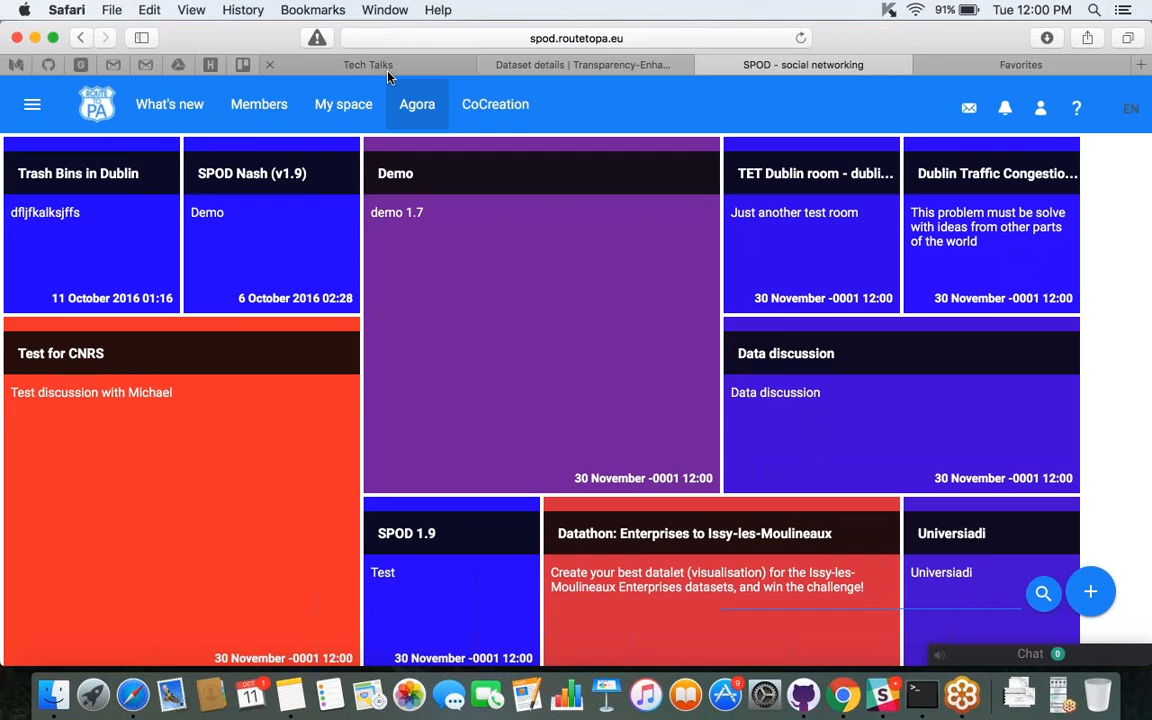 Safari File Edit View History Bookmarks Window Help
91% Tue 12:00 PM
spod.routetopa.eu
Tech Talks
Dataset details | Transparency-Enha...
SPOD - social networking
Favorites
ROUTE TO PA
What's new
Members
My space
Agora
CoCreation
?
EN
Trash Bins in Dublin
dfljfkalksjffs
11 October 2016 01:16
SPOD Nash (v1.9)
Demo
6 October 2016 02:28
Demo
demo 1.7
30 November -0001 12:00
TET Dublin room - dubli...
Just another test room
30 November -0001 12:00
Dublin Traffic Congestio...
This problem must be solve
with ideas from other parts
of the world
30 November -0001 12:00
Test for CNRS
Test discussion with Michael
30 November -0001 12:00
Data discussion
Data discussion
30 November -0001 12:00
SPOD 1.9
Test
30 November -0001 12:00
Datathon: Enterprises to Issy-les-Moulineaux
Create your best datalet (visualisation) for the Issy-les-
Moulineaux Enterprises datasets, and win the challenge!
Universiadi
Universiadi
+
Chat 0
OCT
11
1
9